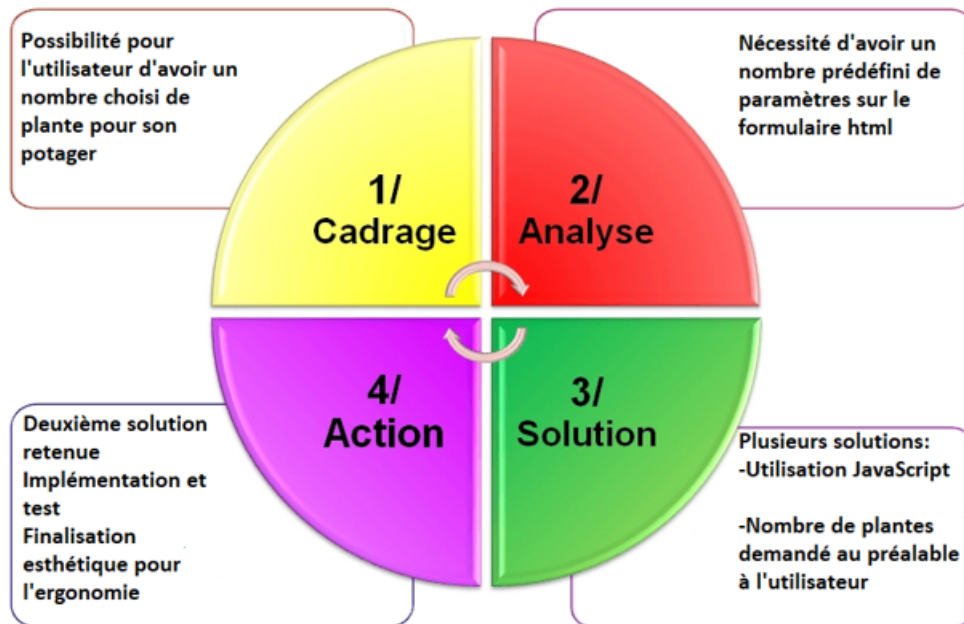 Possibilité pour
l'utilisateur d'avoir un
nombre choisi de
plante pour son
potager
Nécessité d'avoir un
nombre prédéfini de
paramètres sur le
formulaire html
1/
Cadrage
2/
Analyse
4/
Action
3/
Solution
Deuxième solution
retenue
Implémentation et
test
Finalisation
esthétique pour
l'ergonomie
Plusieurs solutions:
-Utilisation JavaScript
-Nombre de plantes
demandé au préalable
à l'utilisateur